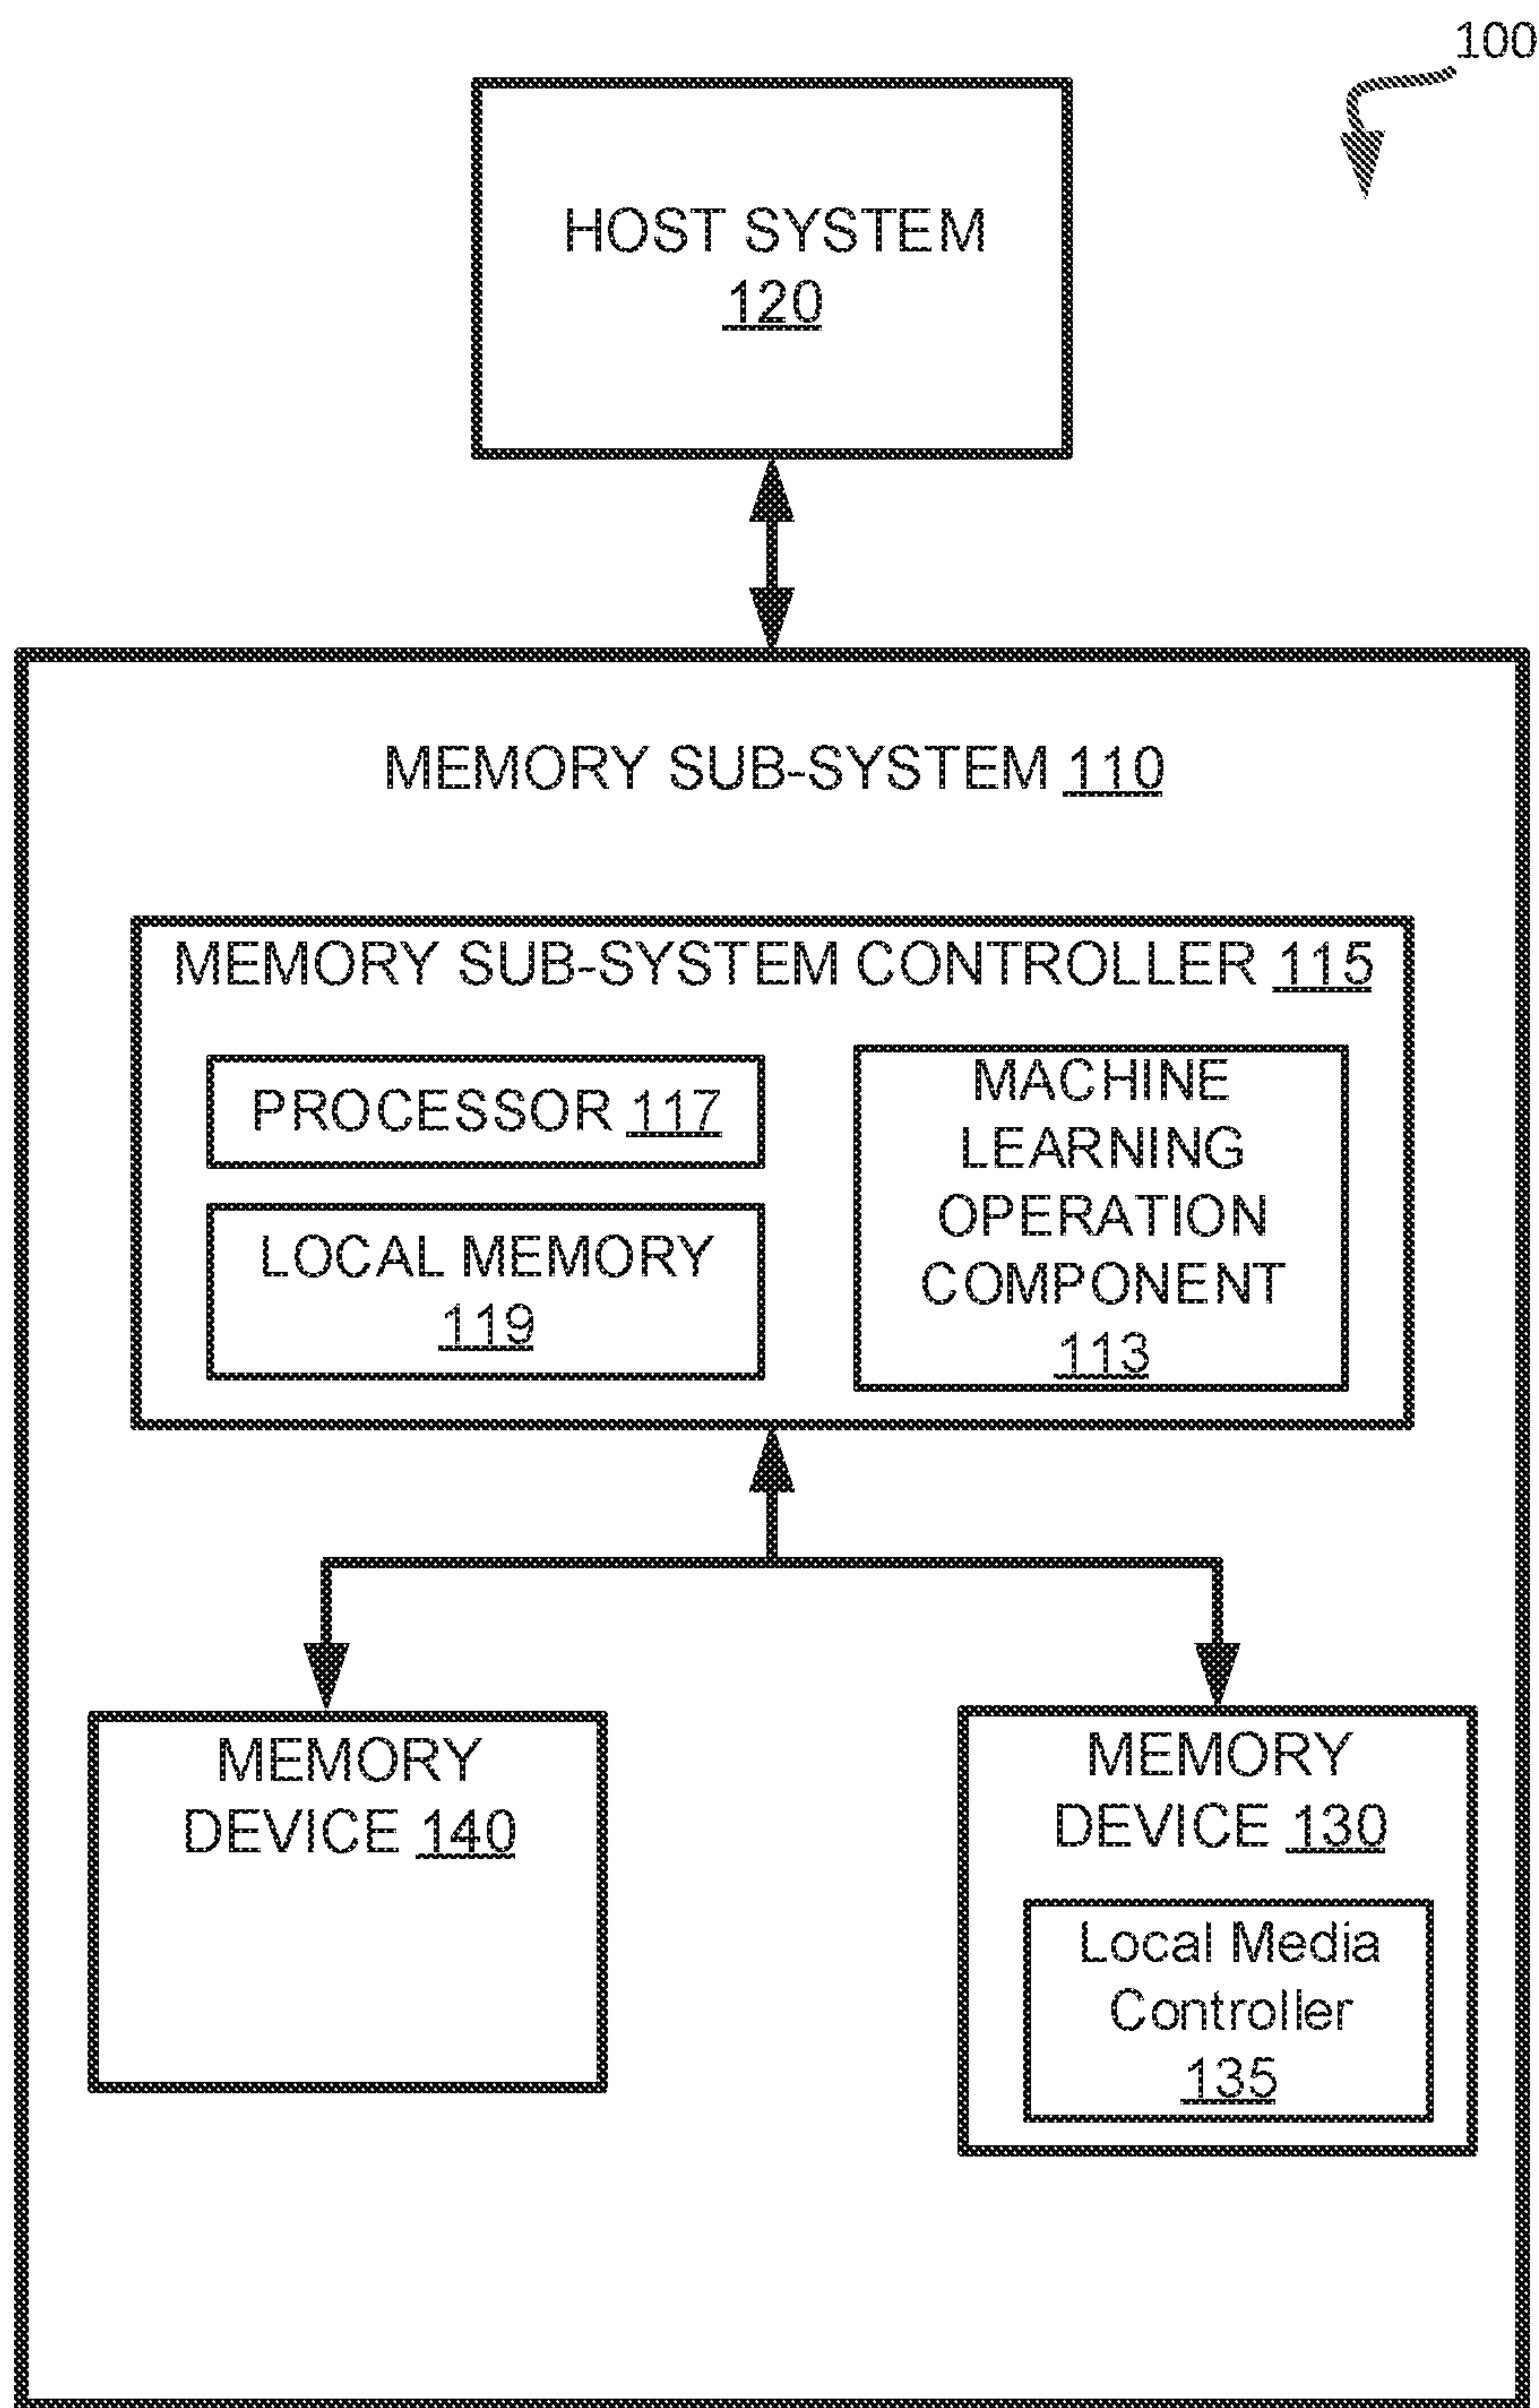 100
HOST SYSTEM
120
MEMORY SUB-SYSTEM 110
MEMORY SUB-SYSTEM CONTROLLER 115
PROCESSOR 117
LOCAL MEMORY
119
MACHINE
LEARNING
OPERATION
COMPONENT
113
MEMORY
DEVICE 140
MEMORY
DEVICE 130
Local Media
Controller
135